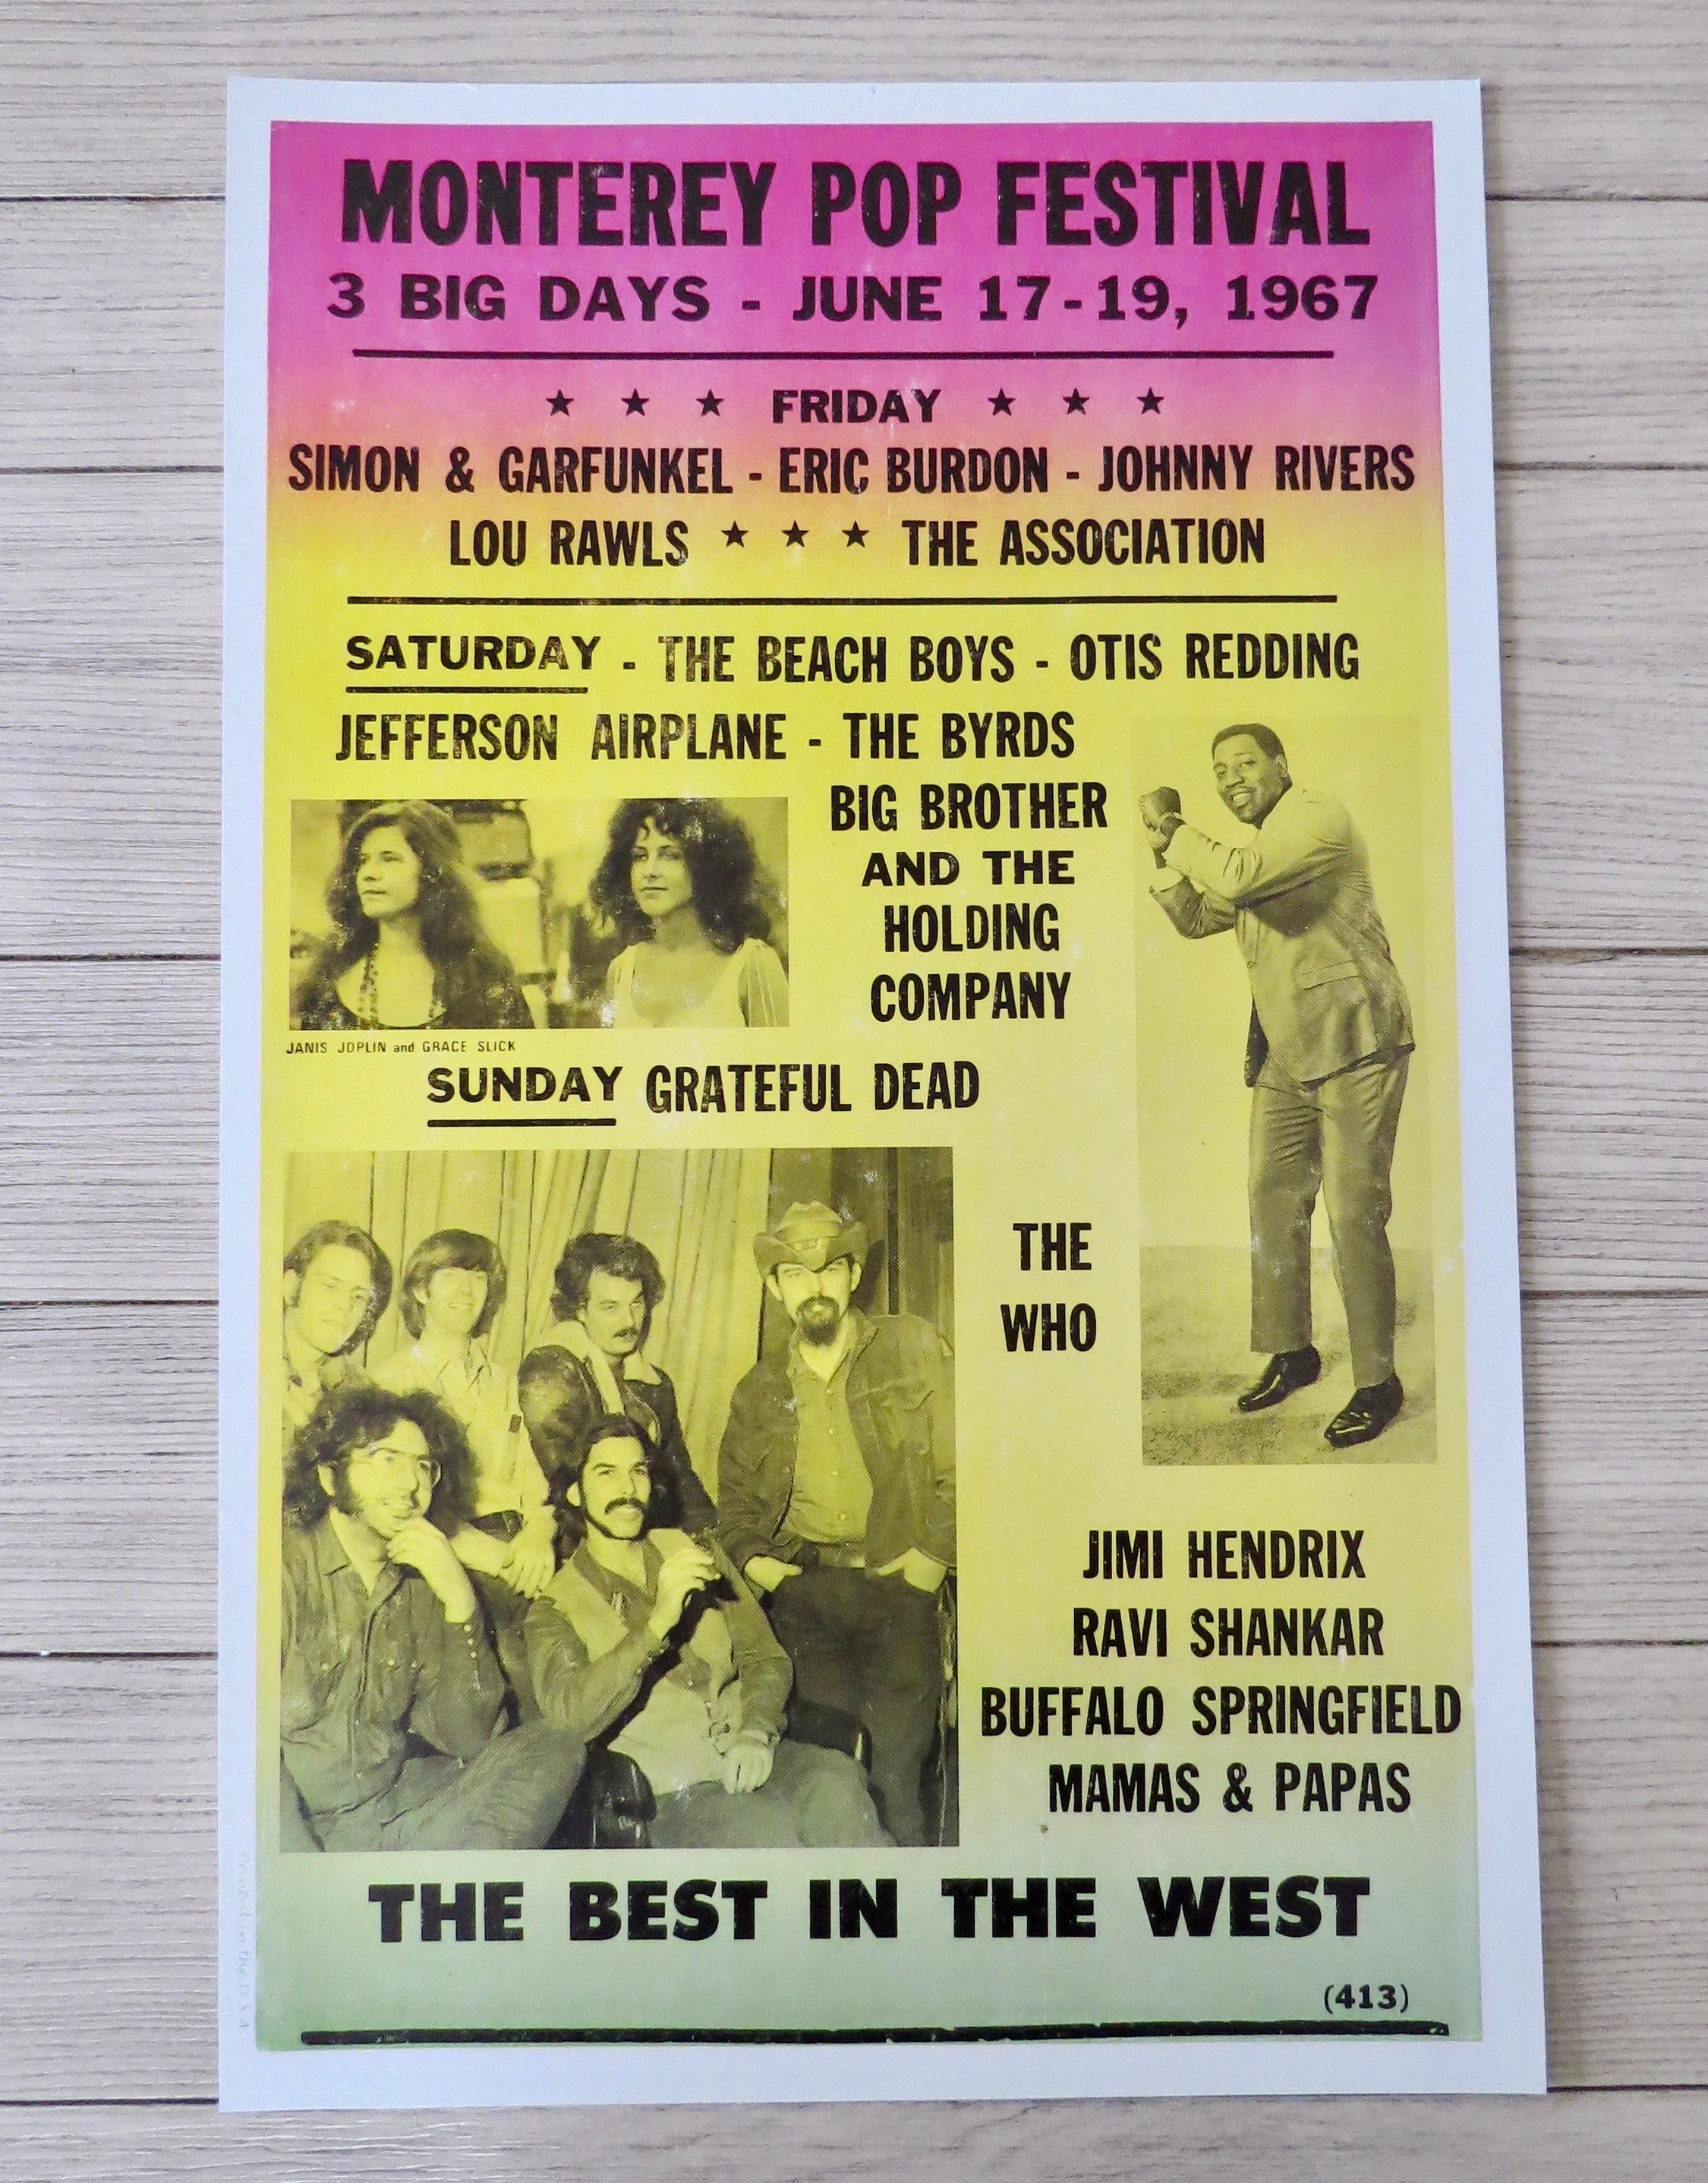 MONTEREY POP FESTIVAL
3 BIG DAYS - JUNE 17-19, 1967
★ ★ ★ FRIDAY ★ ★ ★
SIMON & GARFUNKEL - ERIC BURDON - JOHNNY RIVERS
LOU RAWLS ★ ★ ★ THE ASSOCIATION
SATURDAY - THE BEACH BOYS - OTIS REDDING
JEFFERSON AIRPLANE - THE BYRDS
BIG BROTHER
AND THE
HOLDING
COMPANY
JANIS JOPLIN and GRACE SLICK
SUNDAY GRATEFUL DEAD
THE
WHO
JIMI HENDRIX
RAVI SHANKAR
BUFFALO SPRINGFIELD
MAMAS & PAPAS
THE BEST IN THE WEST
(413)